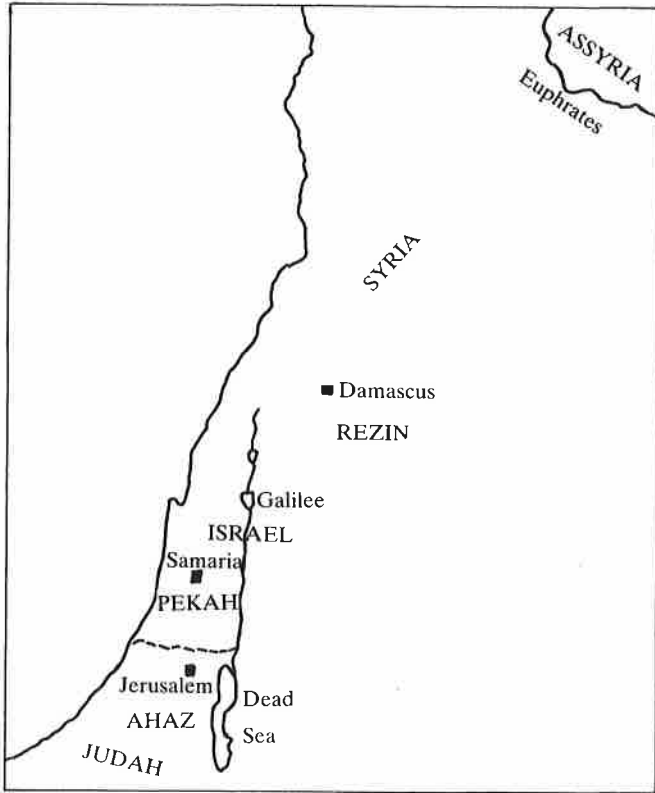 ASSYRIA
Euphrates
SYRIA
Damascus
REZIN
Galilee
ISRAEL
Samaria
PEKAH
Jerusalem
Dead
Sea
AHAZ
JUDAH